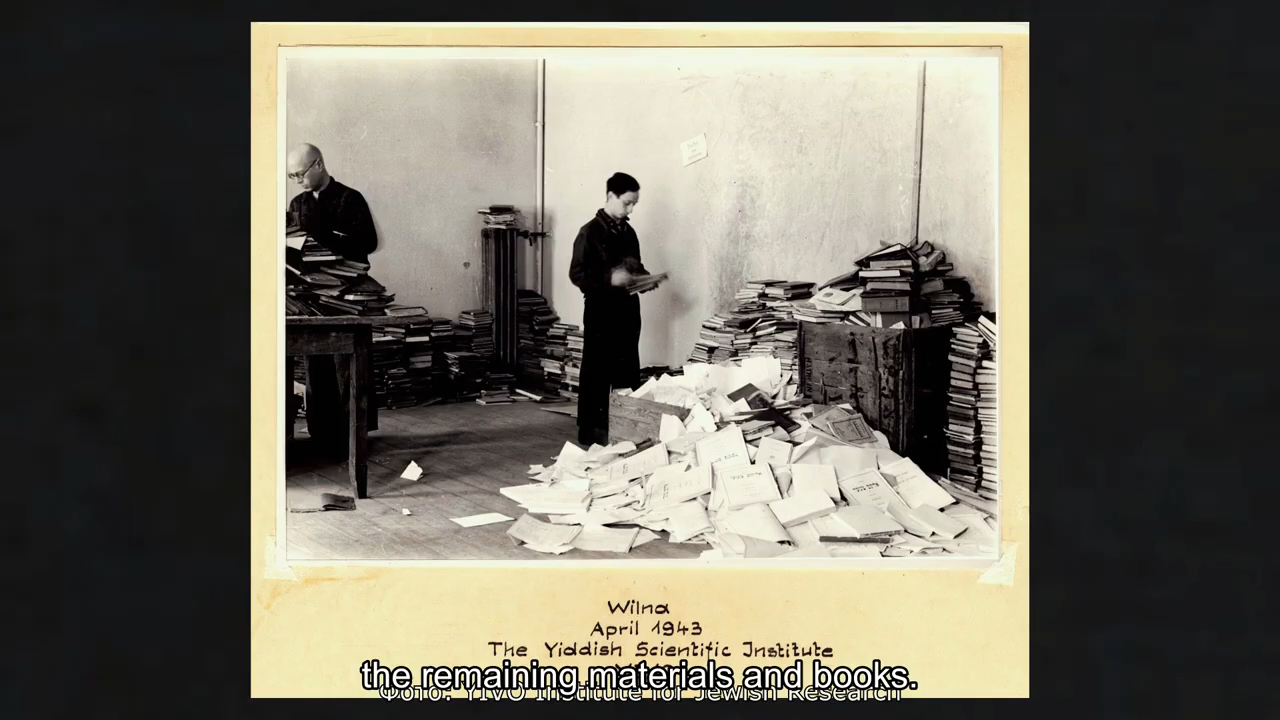 Wilna
April 1943
The Yiddish Scientific Institute
the remaining materials and books.
Фото: YIVO Institute for Jewish Research